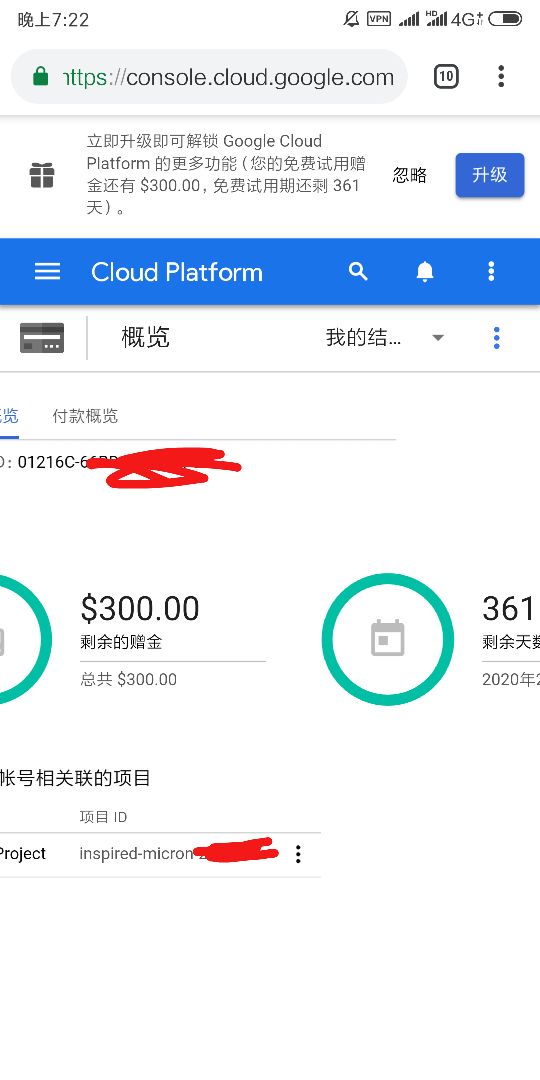 晚上7:22
VPN HD 4G
https://console.cloud.google.com
10
立即升级即可解锁 Google Cloud
Platform 的更多功能（您的免费试用赠
金还有 $300.00，免费试用期还剩 361
天）。
忽略
升级
Cloud Platform
概览
我的结...
览
付款概览
D：01216C-6
$300.00
剩余的赠金
总共 $300.00
361
剩余天数
2020年2
帐号相关联的项目
项目 ID
Project
inspired-micron-